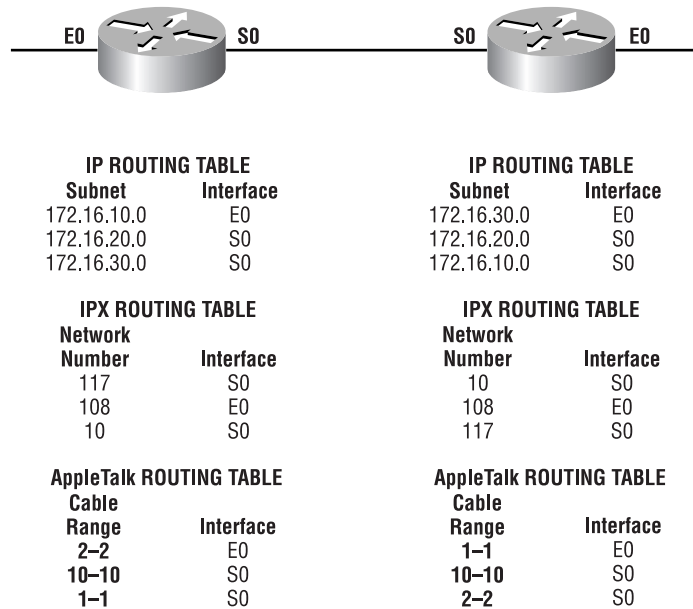 E0 S0 S0 E0
IP ROUTING TABLE
Subnet Interface
172.16.10.0 E0
172.16.20.0 S0
172.16.30.0 S0
IPX ROUTING TABLE
Network
Number Interface
117 S0
108 E0
10 S0
AppleTalk ROUTING TABLE
Cable
Range Interface
2–2 E0
10–10 S0
1–1 S0
IP ROUTING TABLE
Subnet Interface
172.16.30.0 E0
172.16.20.0 S0
172.16.10.0 S0
IPX ROUTING TABLE
Network
Number Interface
10 S0
108 E0
117 S0
AppleTalk ROUTING TABLE
Cable
Range Interface
1–1 E0
10–10 S0
2–2 S0